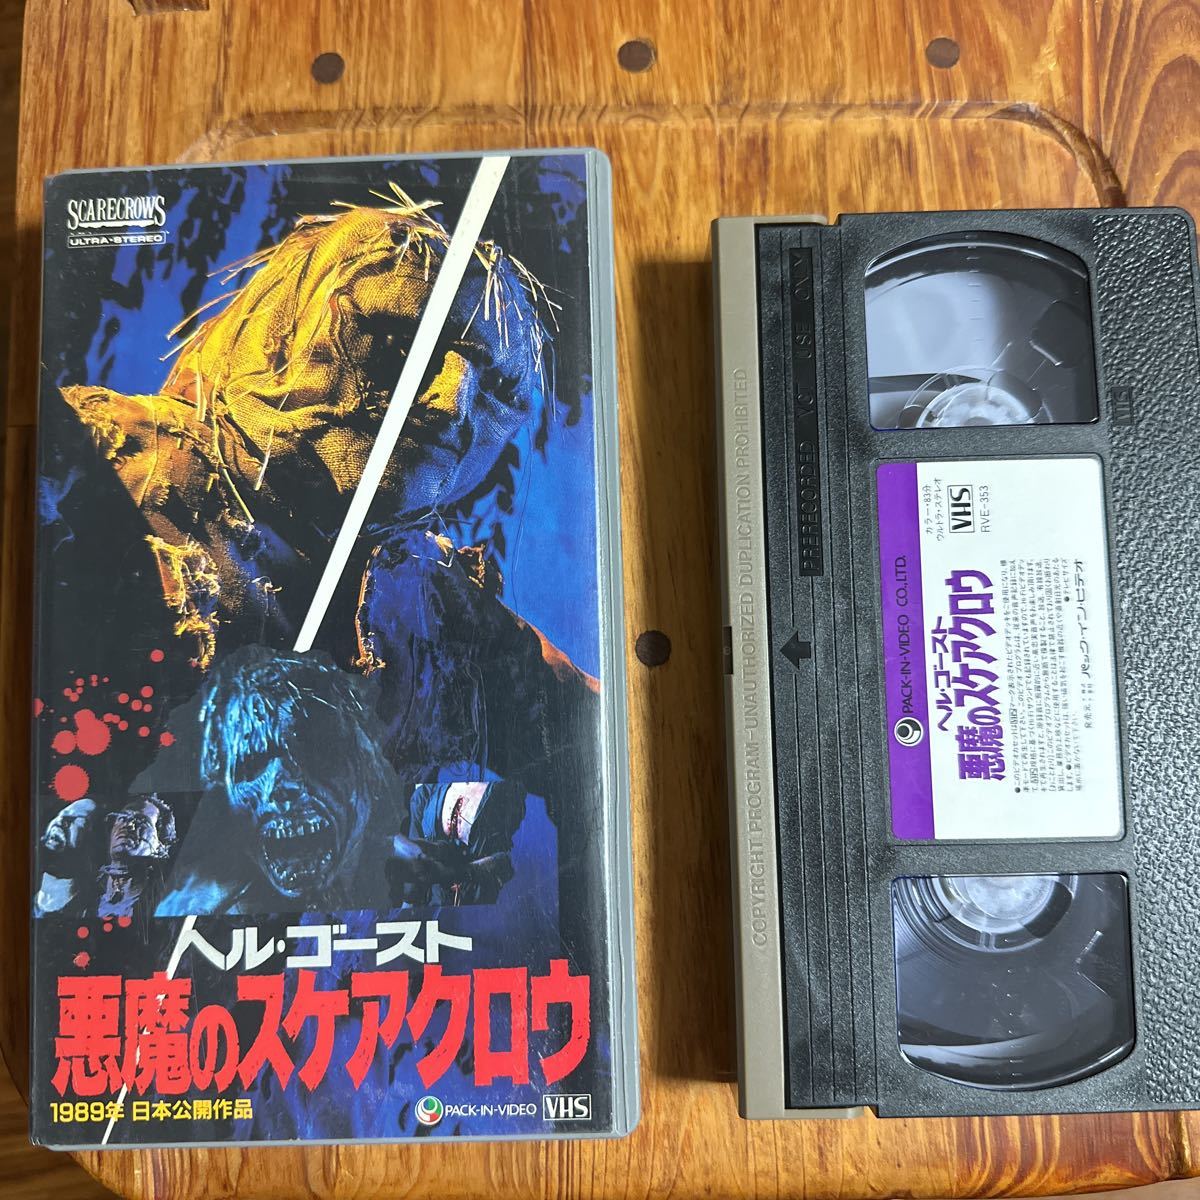 SCARECROWS
ULTRA-STEREO
ヘル・ゴースト
悪魔のスケアクロウ
1989年 日本公開作品
PACK-IN-VIDEO VHS
COPYRIGHT PROGRAM-UNAUTHORIZED DUPLICATION PROHIBITED
PRERECORDED VCT USE ONLY
PACK-IN-VIDEO CO.,LTD.
ヘル・ゴースト
悪魔のスケアクロウ
カラー・83分
ウルトラ・ステレオ
VHS
RVE-353
パック・イン・ビデオ
VHS